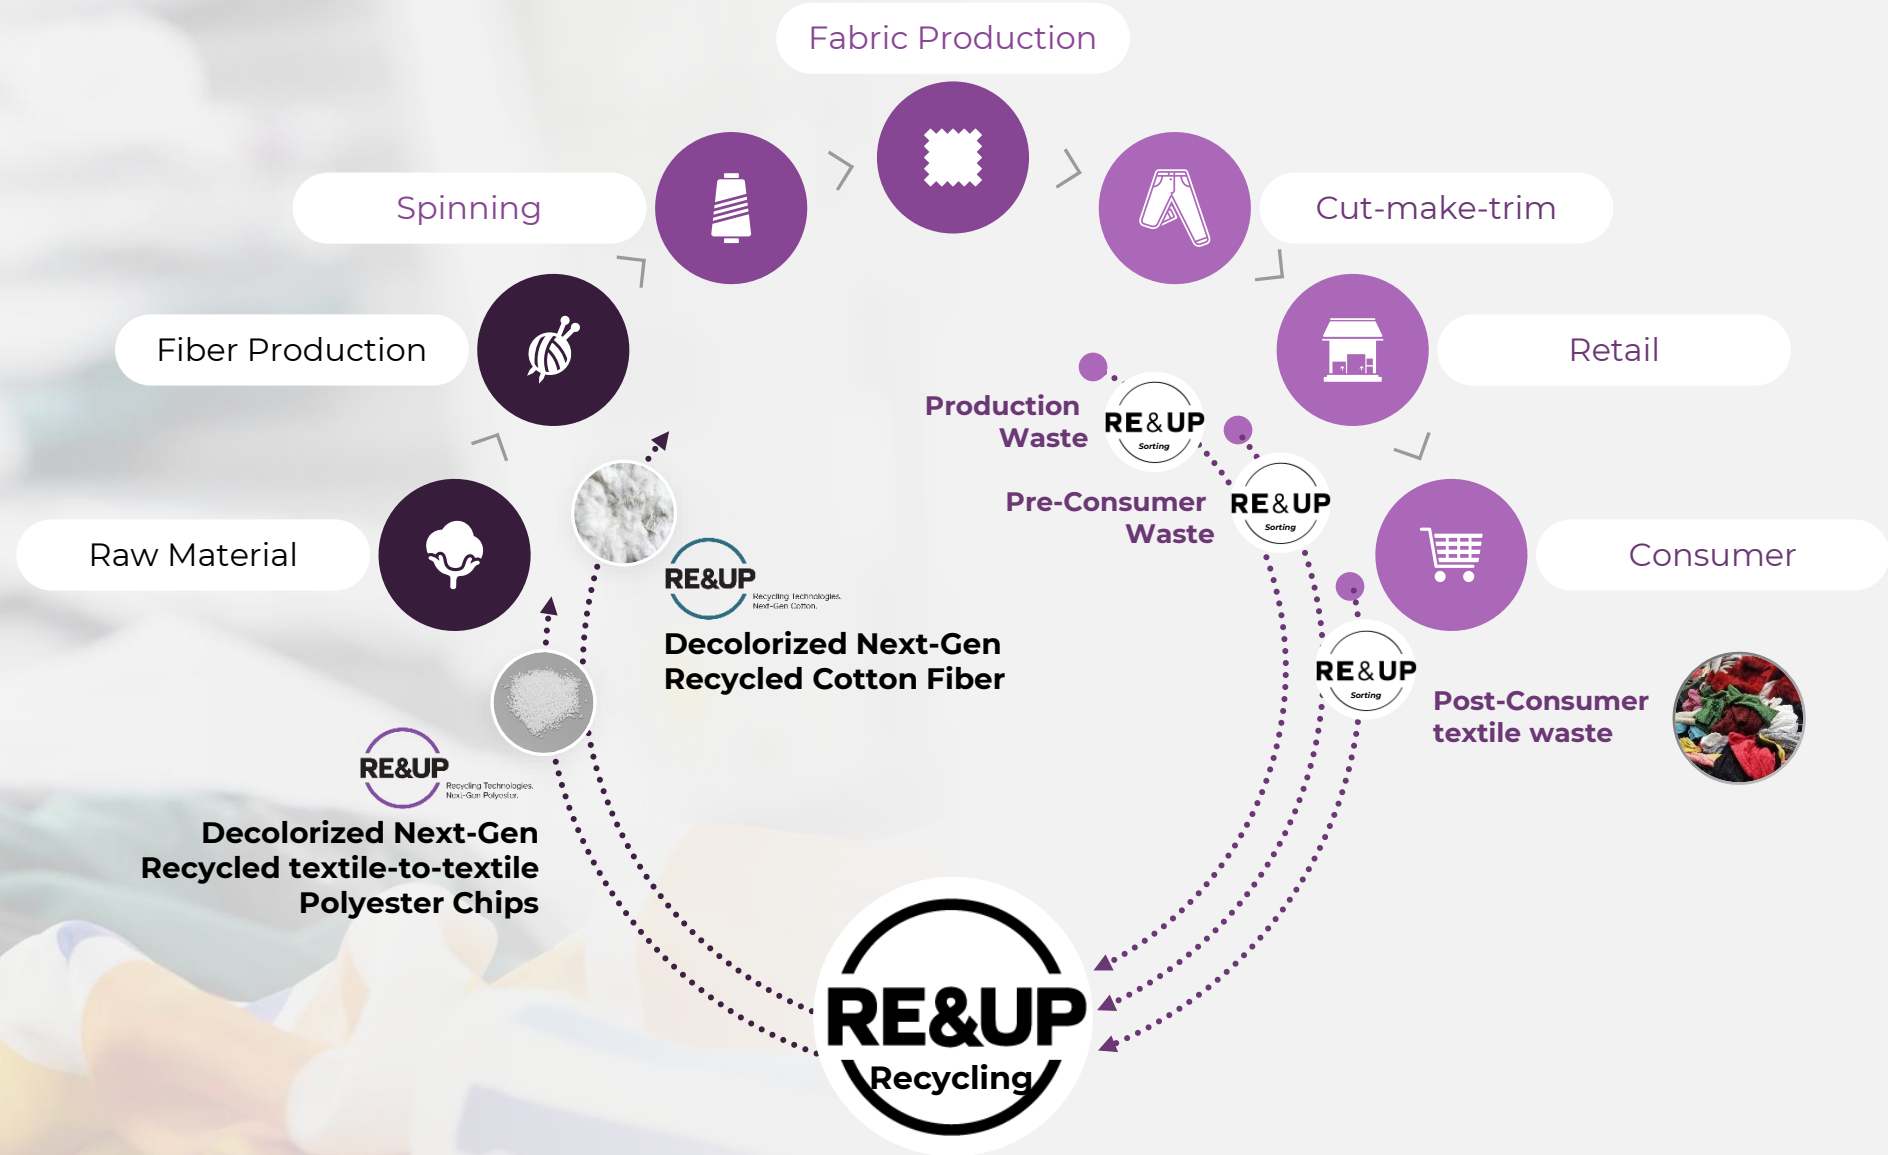 Fabric Production
Spinning
Cut-make-trim
Fiber Production
Retail
Production
Waste
RE&UP
Sorting
Pre-Consumer
Waste
RE&UP
Sorting
Raw Material
Consumer
RE&UP
Recycling Technologies.
Next-Gen Cotton.
Decolorized Next-Gen
Recycled Cotton Fiber
RE&UP
Sorting
Post-Consumer
textile waste
RE&UP
Recycling Technologies.
Next-Gen Polyester.
Decolorized Next-Gen
Recycled textile-to-textile
Polyester Chips
RE&UP
Recycling